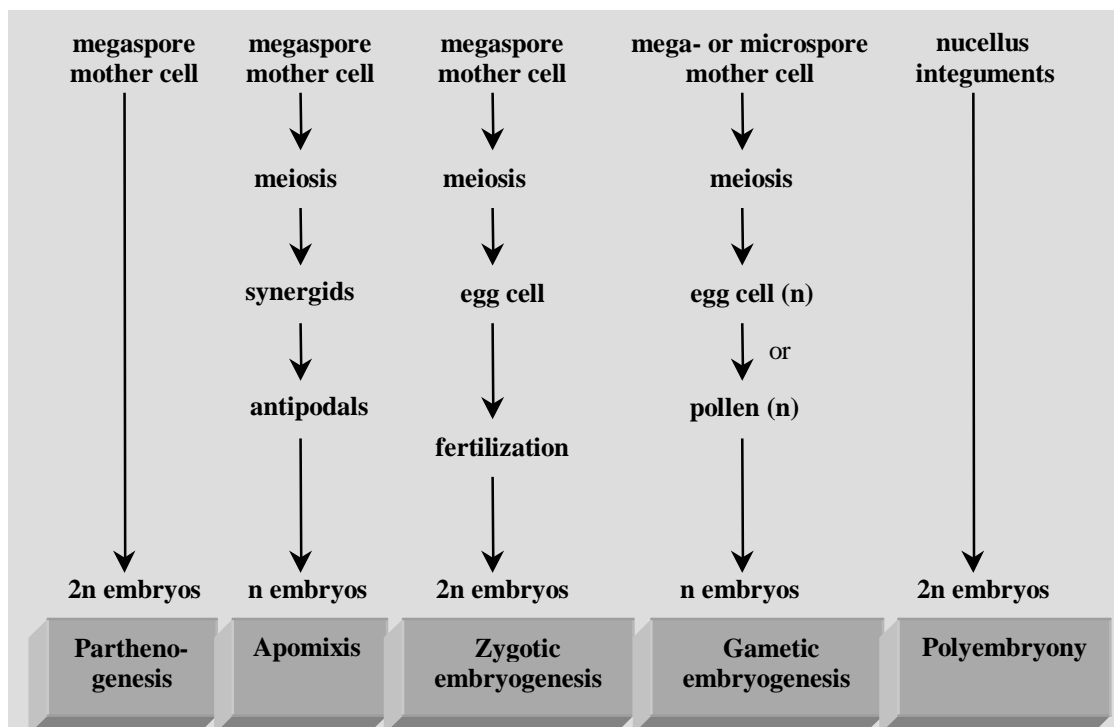 megaspore
mother cell
megaspore
mother cell
megaspore
mother cell
mega- or microspore
mother cell
nucellus
integuments
meiosis
meiosis
meiosis
synergids
egg cell
egg cell (n)
or
antipodals
pollen (n)
fertilization
2n embryos
n embryos
2n embryos
n embryos
2n embryos
Partheno-
genesis
Apomixis
Zygotic
embryogenesis
Gametic
embryogenesis
Polyembryony